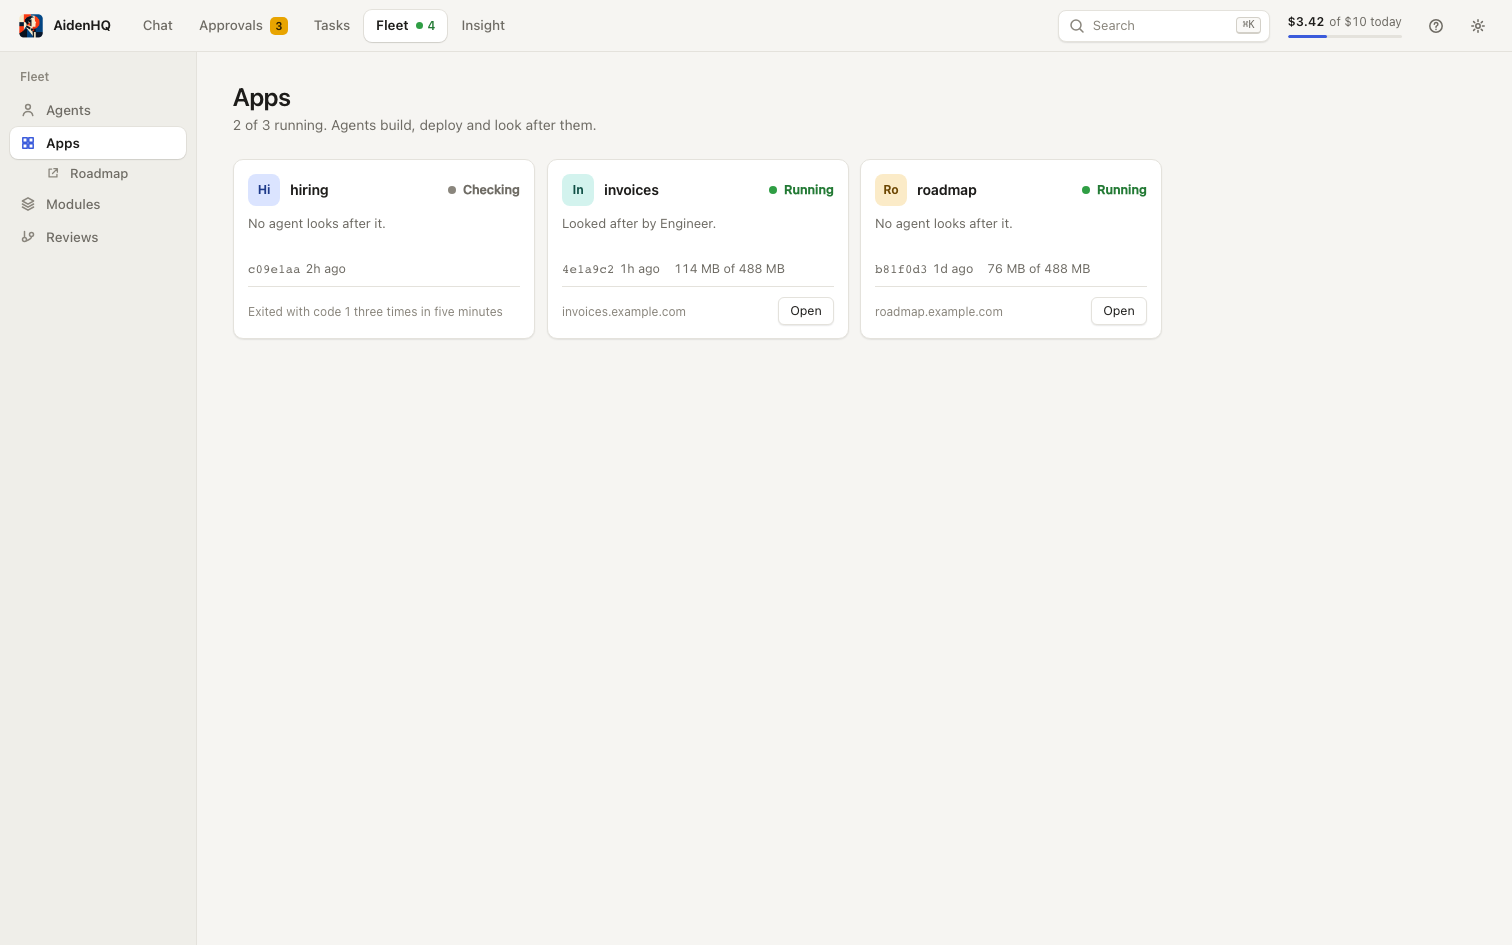 AidenHQ
Chat
Approvals 3
Tasks
Fleet 4
Insight
Search ⌘K
$3.42 of $10 today
Fleet
Agents
Apps
Roadmap
Modules
Reviews
Apps
2 of 3 running. Agents build, deploy and look after them.
Hi hiring Checking
No agent looks after it.
c09e1aa 2h ago
Exited with code 1 three times in five minutes
In invoices Running
Looked after by Engineer.
4e1a9c2 1h ago 114 MB of 488 MB
invoices.example.com Open
Ro roadmap Running
No agent looks after it.
b81f0d3 1d ago 76 MB of 488 MB
roadmap.example.com Open